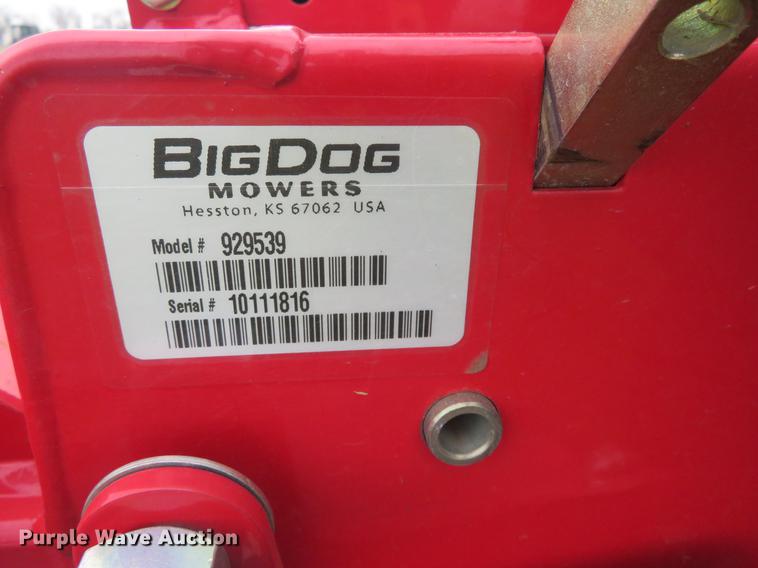 BIGDOG
MOWERS
Hesston, KS 67062 USA
Model # 929539
Serial # 10111816
Purple Wave Auction